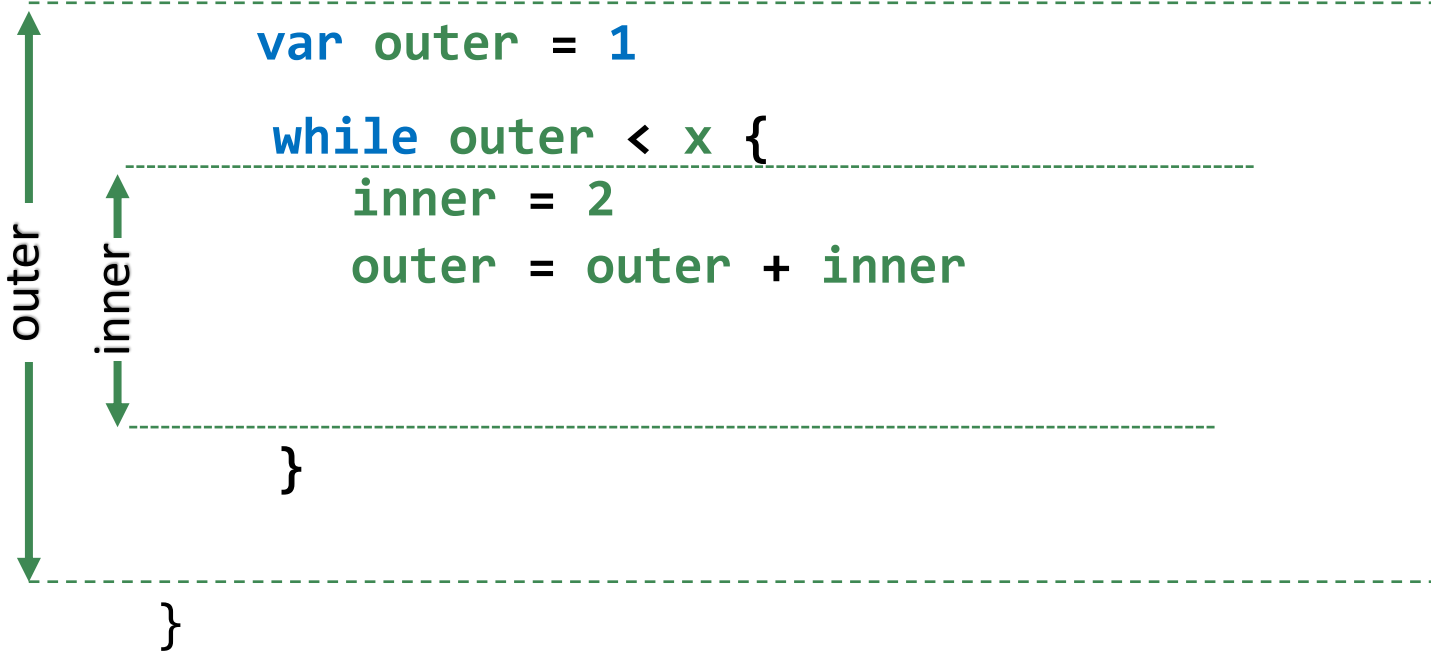 var outer = 1
while outer < x {
inner = 2
outer = outer + inner
outer
inner
}
}